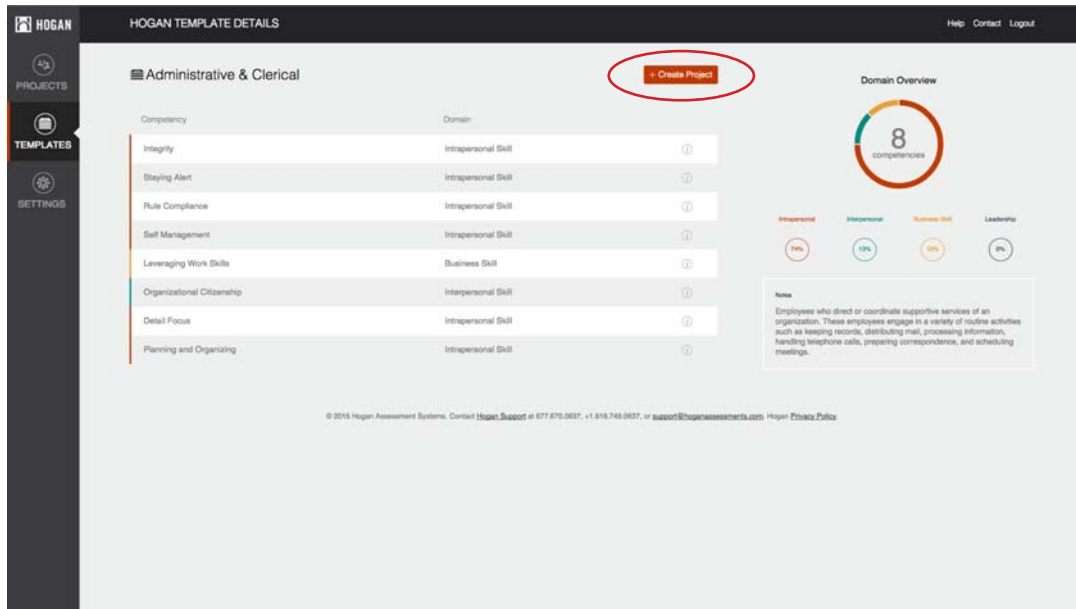 HOGAN
HOGAN TEMPLATE DETAILS
Help Contact Logout
PROJECTS
TEMPLATES
SETTINGS
Administrative & Clerical
+ Create Project
Competency Domain
Integrity Intrapersonal Skill
Staying Alert Intrapersonal Skill
Rule Compliance Intrapersonal Skill
Self Management Intrapersonal Skill
Leveraging Work Skills Business Skill
Organizational Citizenship Interpersonal Skill
Detail Focus Intrapersonal Skill
Planning and Organizing Intrapersonal Skill
Domain Overview
8
competencies
Intrapersonal Interpersonal Business Skill Leadership
74% 13% 13% 0%
Notes
Employees who direct or coordinate supportive services of an
organization. These employees engage in a variety of routine activities
such as keeping records, distributing mail, processing information,
handling telephone calls, preparing correspondence, and scheduling
meetings.
© 2015 Hogan Assessment Systems. Contact Hogan Support at 877.670.0637, +1.918.749.0637, or support@hoganassessments.com. Hogan Privacy Policy